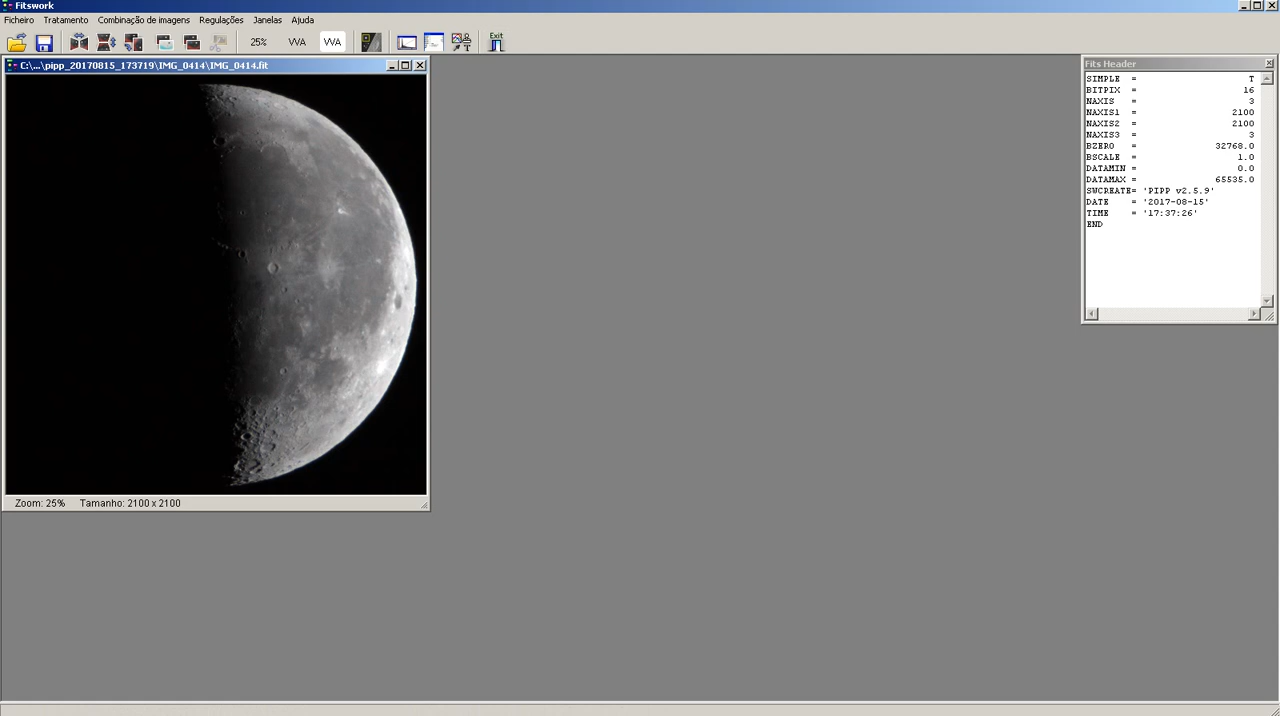 Fitswork
Ficheiro Tratamento Combinação de imagens Regulações Janelas Ajuda
25% VVA VVA Exit
C:\...\pipp_20170815_173719\IMG_0414\IMG_0414.fit
Zoom: 25% Tamanho: 2100 x 2100
Fits Header
SIMPLE = T
BITPIX = 16
NAXIS = 3
NAXIS1 = 2100
NAXIS2 = 2100
NAXIS3 = 3
BZERO = 32768.0
BSCALE = 1.0
DATAMIN = 0.0
DATAMAX = 65535.0
SWCREATE= 'PIPP v2.5.9'
DATE = '2017-08-15'
TIME = '17:37:26'
END